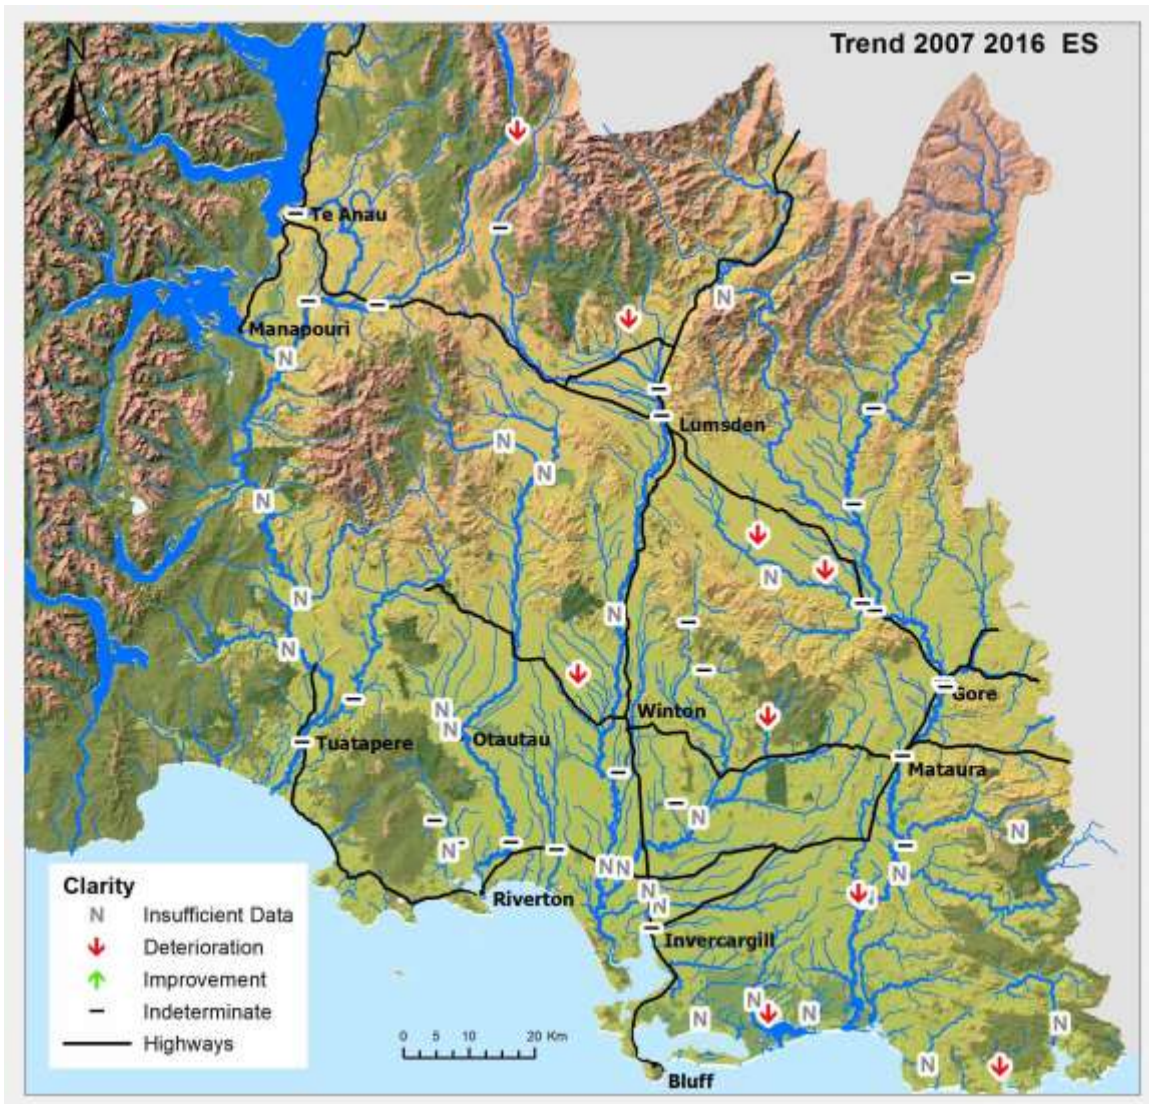 Trend 2007 2016 ES
N
Te Anau
N
Manapouri
N
Lumsden
N
N
N
N
N
N
N
Gore
N
Winton
N
Otautau
Tuatapere
Mataura
N
N
N
N
N N
N
N
Riverton
N
Invercargill
N
N
N
N
N
Bluff
Clarity
N Insufficient Data
Deterioration
Improvement
Indeterminate
Highways
0 5 10 20 Km